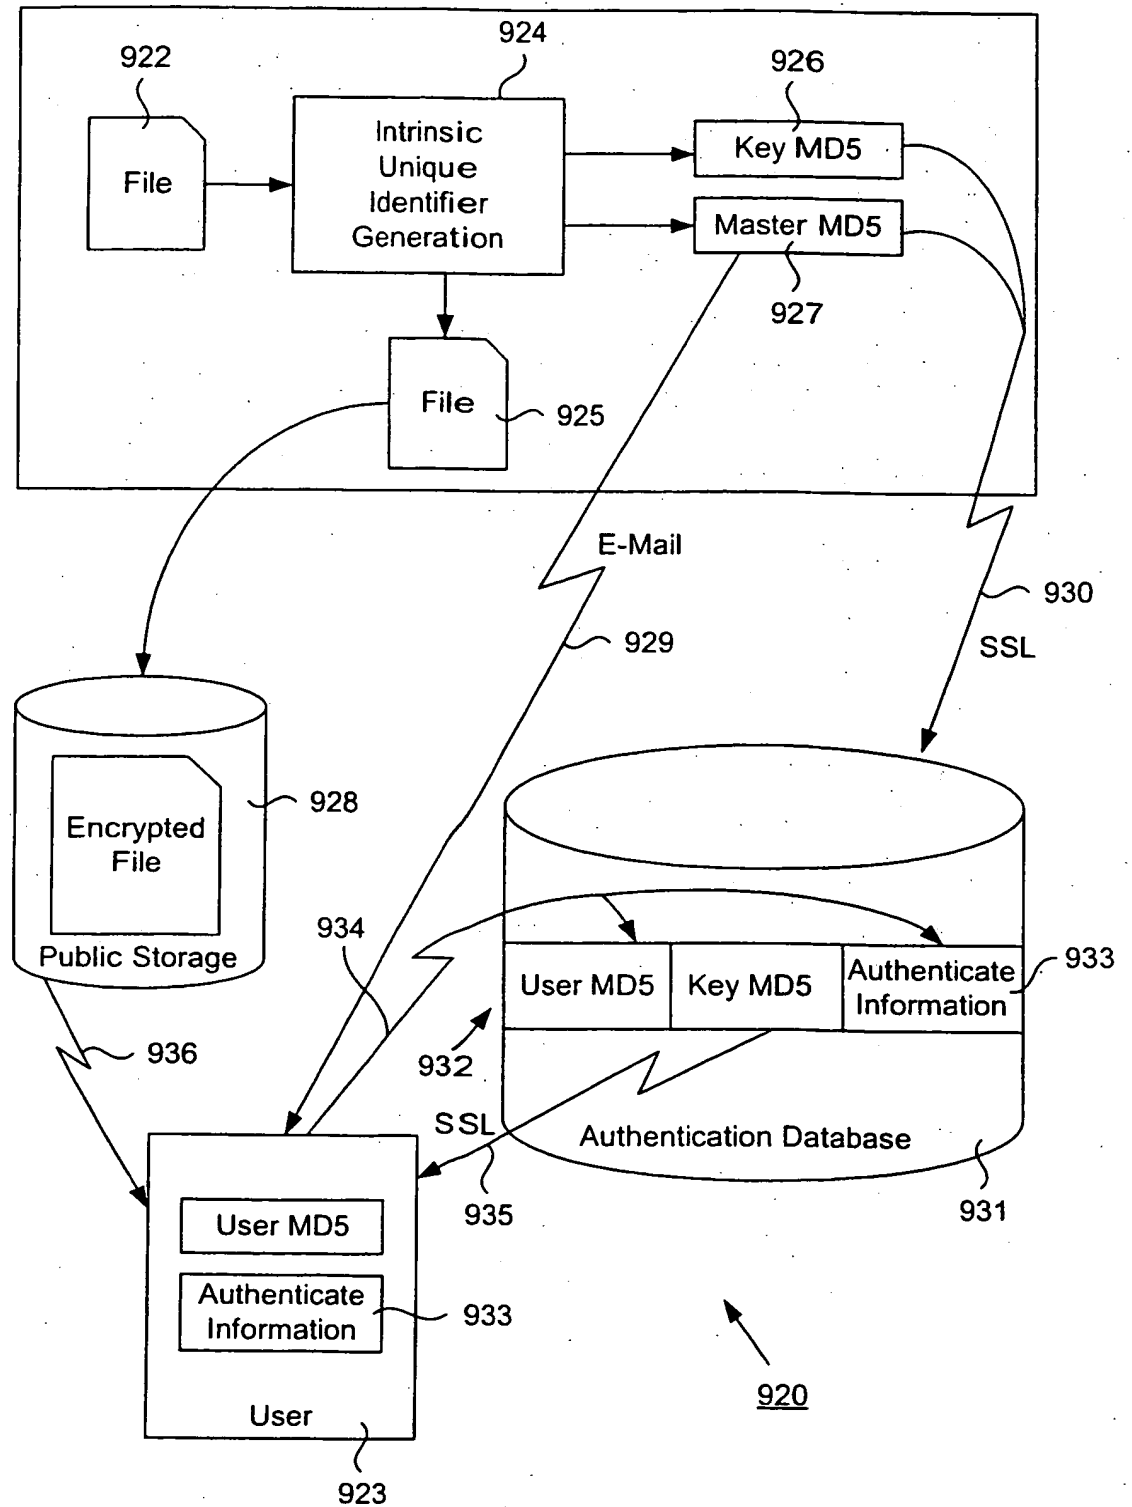 924
922
926
Intrinsic
Unique
Identifier
Generation
Key MD5
File
Master MD5
927
File
925
E-Mail
930
929
SSL
928
Encrypted
File
934
Public Storage
User MD5
Key MD5
Authenticate
Information
933
936
932
SSL
Authentication Database
935
931
User MD5
Authenticate
Information
933
920
User
923